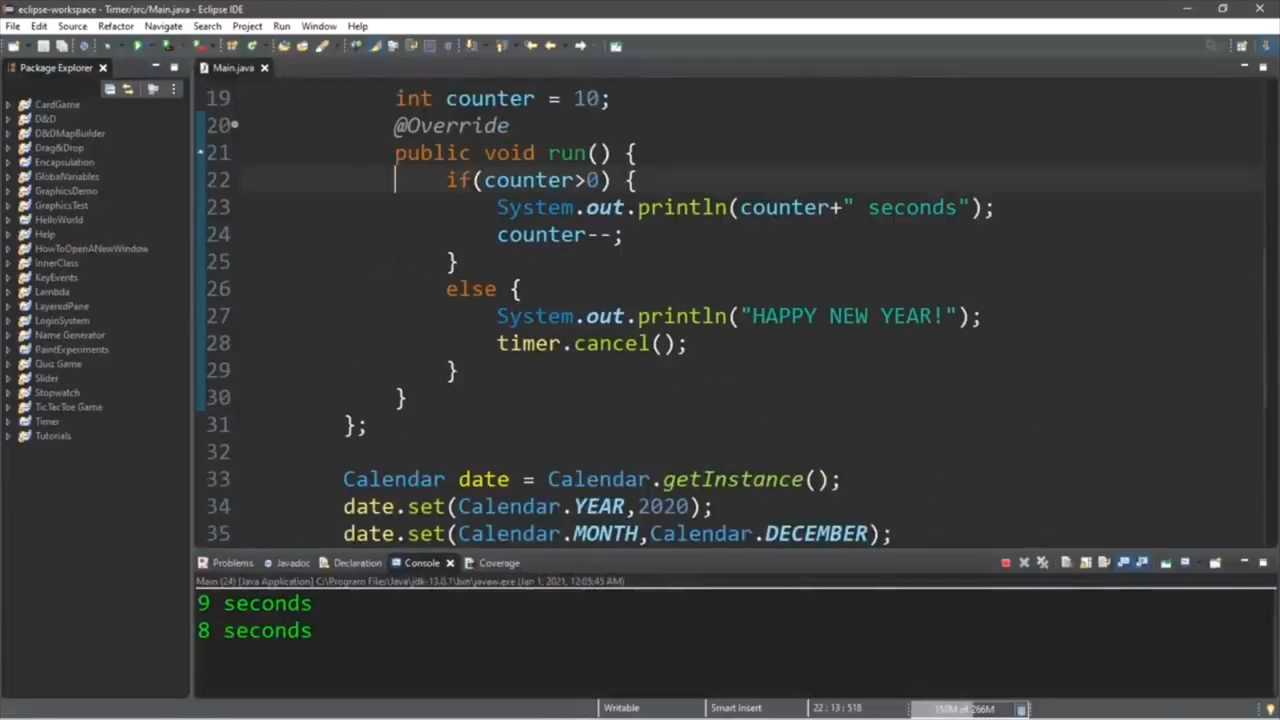 eclipse-workspace - Timer/src/Main.java - Eclipse IDE
File Edit Source Refactor Navigate Search Project Run Window Help
Package Explorer
CardGame
D&D
D&DMapBuilder
Drag&Drop
Encapsulation
GlobalVariables
GraphicsDemo
GraphicsTest
HelloWorld
Help
HowToOpenANewWindow
InnerClass
KeyEvents
Lambda
LayeredPane
LoginSystem
Name Generator
PaintExperiments
Quiz Game
Slider
Stopwatch
TicTecToe Game
Timer
Tutorials
Main.java
19 int counter = 10;
20 @Override
21 public void run() {
22 if(counter>0) {
23 System.out.println(counter+" seconds");
24 counter--;
25 }
26 else {
27 System.out.println("HAPPY NEW YEAR!");
28 timer.cancel();
29 }
30 }
31 };
32
33 Calendar date = Calendar.getInstance();
34 date.set(Calendar.YEAR,2020);
35 date.set(Calendar.MONTH,Calendar.DECEMBER);
Problems Javadoc Declaration Console Coverage
Main (24) [Java Application] C:\Program Files\Java\jdk-13.0.1\bin\javaw.exe (Jan 1, 2021, 12:05:45 AM)
9 seconds
8 seconds
Writable Smart Insert 22 : 13 : 518 of 266M